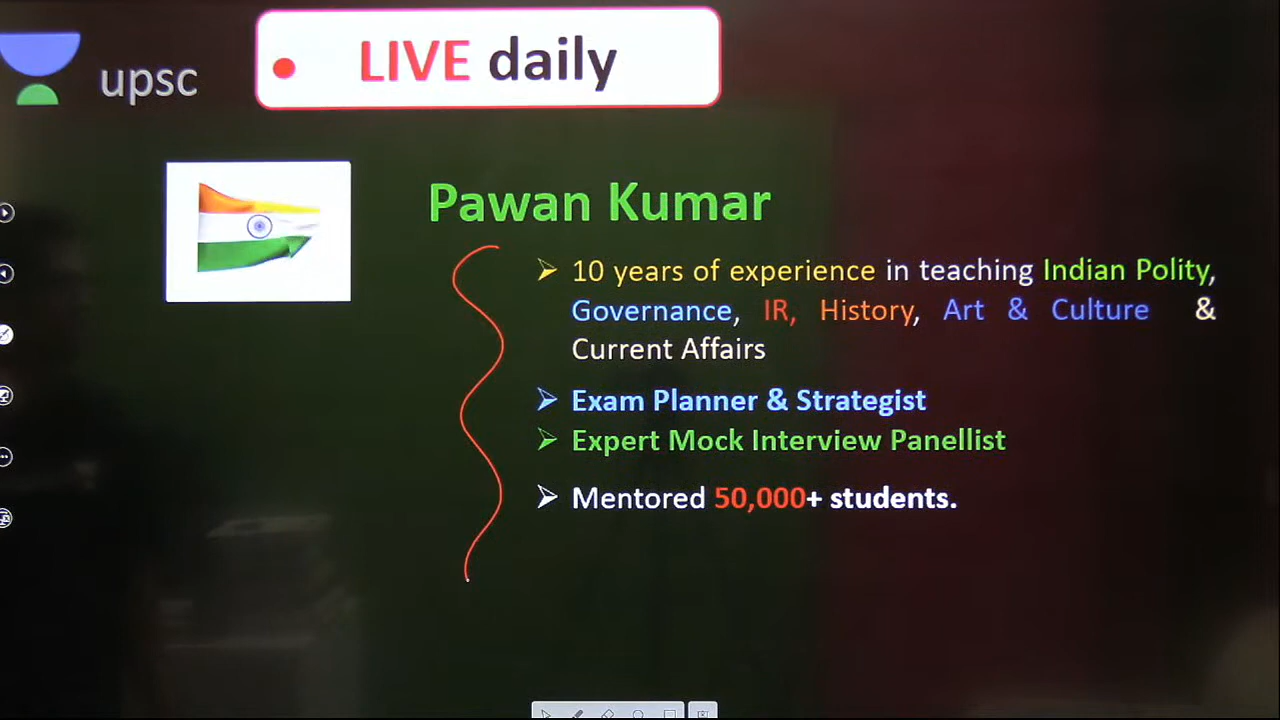 upsc
LIVE daily
Pawan Kumar
10 years of experience in teaching Indian Polity,
Governance, IR, History, Art & Culture &
Current Affairs
Exam Planner & Strategist
Expert Mock Interview Panellist
Mentored 50,000+ students.